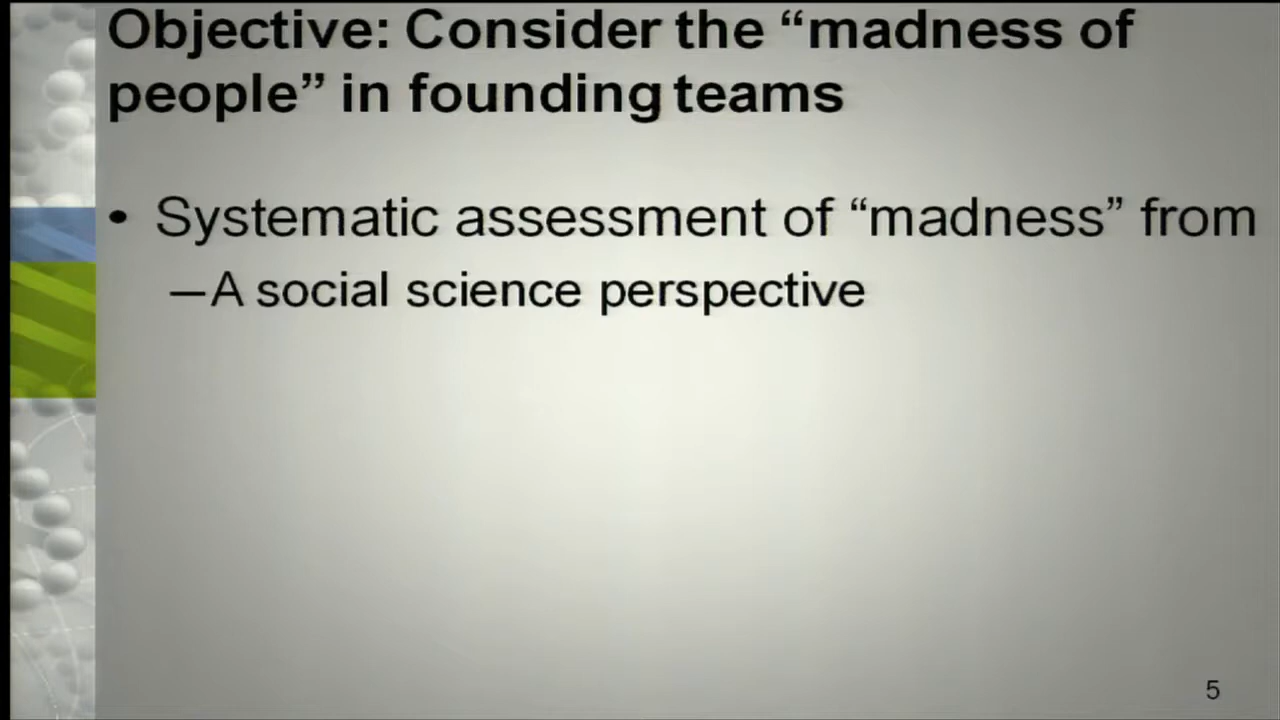 Objective: Consider the “madness of
people” in founding teams
• Systematic assessment of “madness” from
–A social science perspective
5